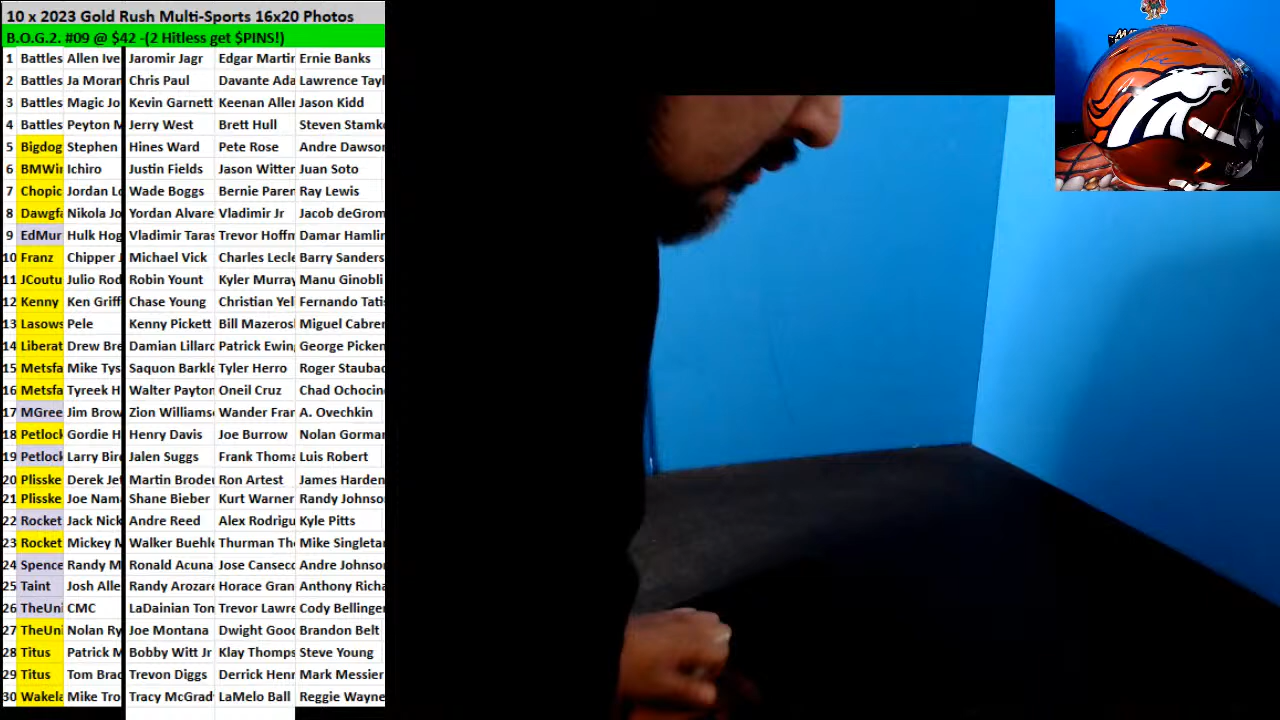 10 x 2023 Gold Rush Multi-Sports 16x20 Photos
B.O.G.2. #09 @ $42 -(2 Hitless get $PINS!)
1 Battles Allen Ive Jaromir Jagr Edgar Martin Ernie Banks
2 Battles Ja Moran Chris Paul Davante Ada Lawrence Tayl
3 Battles Magic Jo Kevin Garnett Keenan Allen Jason Kidd
4 Battles Peyton M Jerry West Brett Hull Steven Stamk
5 Bigdog Stephen Hines Ward Pete Rose Andre Dawson
6 BMWin Ichiro Justin Fields Jason Witten Juan Soto
7 Chopic Jordan Lo Wade Boggs Bernie Paren Ray Lewis
8 Dawgfa Nikola Jo Yordan Alvare Vladimir Jr Jacob deGrom
9 EdMur Hulk Hog Vladimir Taras Trevor Hoffm Damar Hamlin
10 Franz Chipper J Michael Vick Charles Lecle Barry Sanders
11 JCoutu Julio Rod Robin Yount Kyler Murray Manu Ginobli
12 Kenny Ken Griff Chase Young Christian Yel Fernando Tatis
13 Lasows Pele Kenny Pickett Bill Mazeros Miguel Cabrer
14 Liberat Drew Bre Damian Lillard Patrick Ewing George Picken
15 Metsfa Mike Tys Saquon Barkle Tyler Herro Roger Staubac
16 Metsfa Tyreek H Walter Payton Oneil Cruz Chad Ochocin
17 MGree Jim Brow Zion Williams Wander Fran A. Ovechkin
18 Petlock Gordie H Henry Davis Joe Burrow Nolan Gorman
19 Petlock Larry Bir Jalen Suggs Frank Thoma Luis Robert
20 Plisske Derek Jet Martin Brodeu Ron Artest James Harden
21 Plisske Joe Nam Shane Bieber Kurt Warner Randy Johnso
22 Rocket Jack Nick Andre Reed Alex Rodrigu Kyle Pitts
23 Rocket Mickey M Walker Buehle Thurman Th Mike Singletar
24 Spence Randy M Ronald Acuna Jose Canseco Andre Johnson
25 Taint Josh Alle Randy Arozare Horace Gran Anthony Richa
26 TheUni CMC LaDainian Tom Trevor Lawre Cody Bellinger
27 TheUni Nolan Ry Joe Montana Dwight Good Brandon Belt
28 Titus Patrick M Bobby Witt Jr Klay Thomps Steve Young
29 Titus Tom Brad Trevon Diggs Derrick Henr Mark Messier
30 Wakela Mike Tro Tracy McGrad LaMelo Ball Reggie Wayne